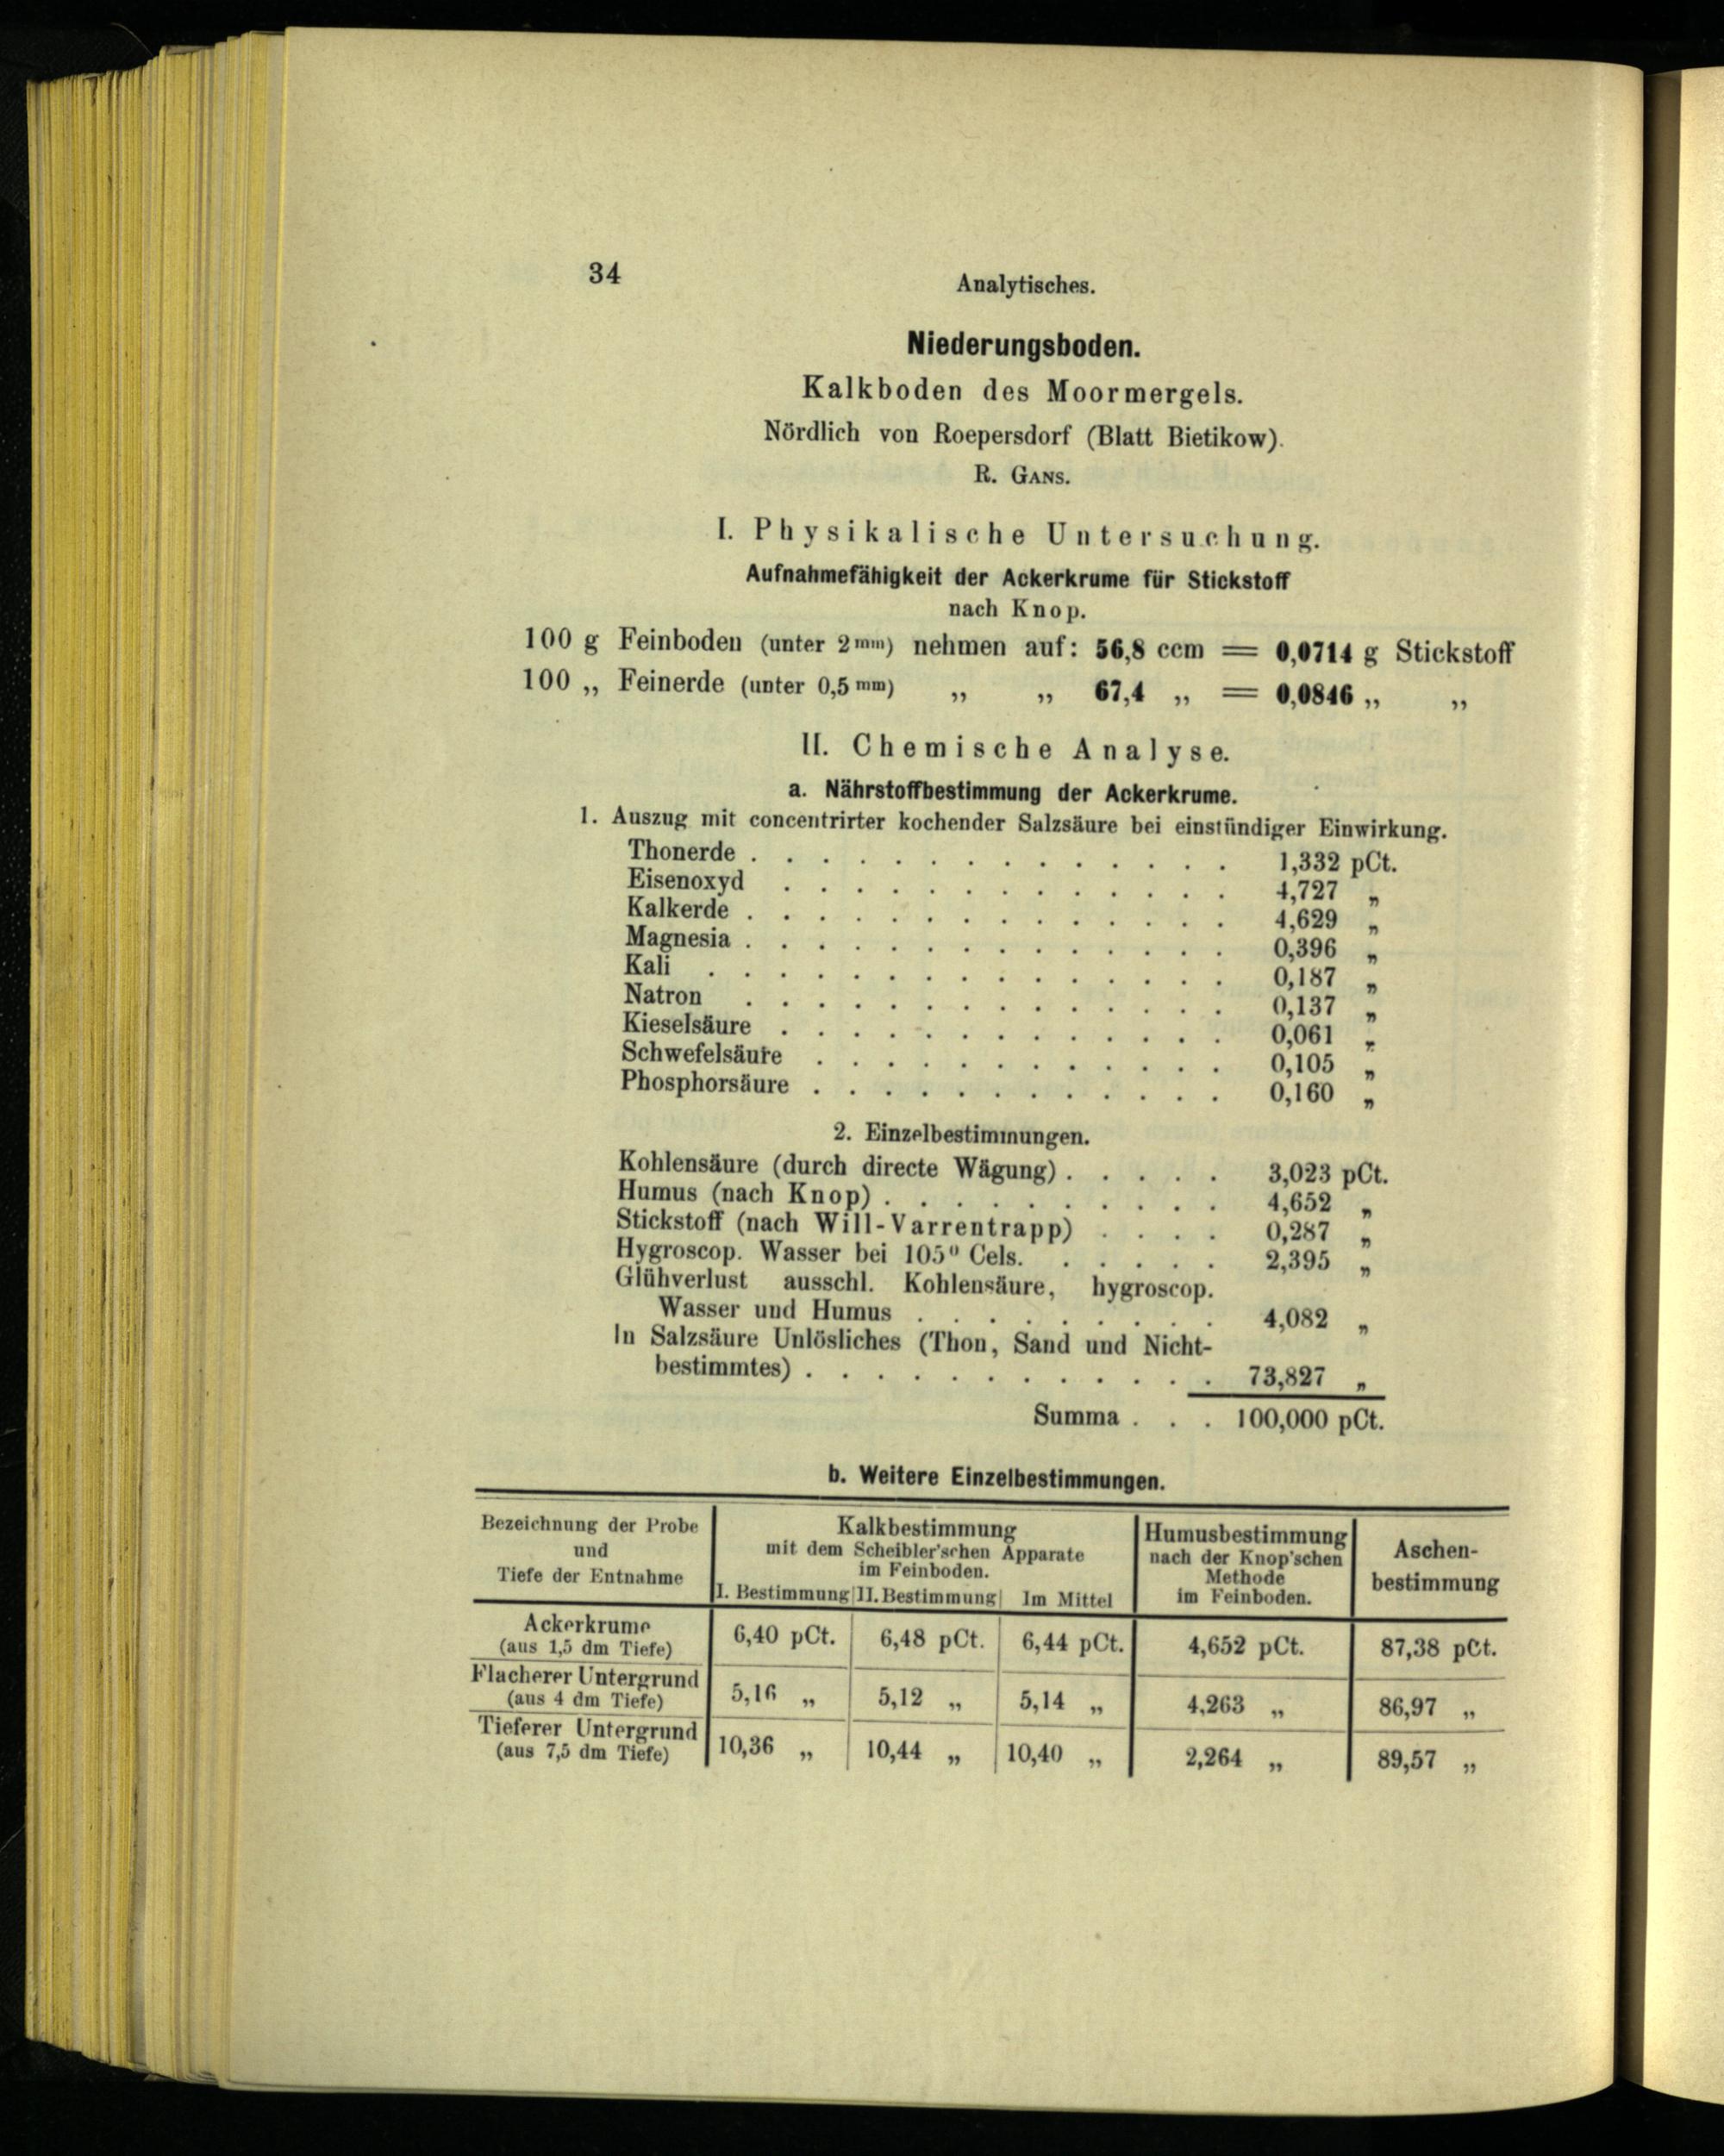 34
Analytisches.
Niederungsboden.
Kalkboden des Moormergels.
Nördlich von Roepersdorf (Blatt Bietikow).
R. GANS.
I. Physikalische Untersuchung.
Aufnahmefähigkeit der Ackerkrume für Stickstoff
nach Knop.
100 g Feinboden (unter 2 mm) nehmen auf: 56,8 ccm = 0,0714 g Stickstoff
100 „ Feinerde (unter 0,5 mm) „ „ 67,4 „ = 0,0846 „ „
II. Chemische Analyse.
a. Nährstoffbestimmung der Ackerkrume.
1. Auszug mit concentrirter kochender Salzsäure bei einstündiger Einwirkung.
Thonerde . . . . . . . . . . . . . . 1,332 pCt.
Eisenoxyd . . . . . . . . . . . . . 4,727 „
Kalkerde . . . . . . . . . . . . . . 4,629 „
Magnesia . . . . . . . . . . . . . . 0,396 „
Kali . . . . . . . . . . . . . . . 0,187 „
Natron . . . . . . . . . . . . . . 0,137 „
Kieselsäure . . . . . . . . . . . . . 0,061 „
Schwefelsäure . . . . . . . . . . . . 0,105 „
Phosphorsäure . . . . . . . . . . . . 0,160 „
2. Einzelbestimmungen.
Kohlensäure (durch directe Wägung) . . . . . 3,023 pCt.
Humus (nach Knop) . . . . . . . . . . 4,652 „
Stickstoff (nach Will-Varrentrapp) . . . . 0,287 „
Hygroscop. Wasser bei 105° Cels. . . . . . 2,395 „
Glühverlust ausschl. Kohlensäure, hygroscop.
Wasser und Humus . . . . . . . . . 4,082 „
In Salzsäure Unlösliches (Thon, Sand und Nicht-
bestimmtes) . . . . . . . . . . . . 73,827 „
Summa . . . 100,000 pCt.
b. Weitere Einzelbestimmungen.
Bezeichnung der Probe
und
Tiefe der Entnahme
Kalkbestimmung
mit dem Scheibler'schen Apparate
im Feinboden.
I. Bestimmung II. Bestimmung Im Mittel
Humusbestimmung
nach der Knop'schen
Methode
im Feinboden.
Aschen-
bestimmung
Ackerkrume
(aus 1,5 dm Tiefe)
6,40 pCt. 6,48 pCt. 6,44 pCt. 4,652 pCt. 87,38 pCt.
Flacherer Untergrund
(aus 4 dm Tiefe)
5,16 „ 5,12 „ 5,14 „ 4,263 „ 86,97 „
Tieferer Untergrund
(aus 7,5 dm Tiefe)
10,36 „ 10,44 „ 10,40 „ 2,264 „ 89,57 „